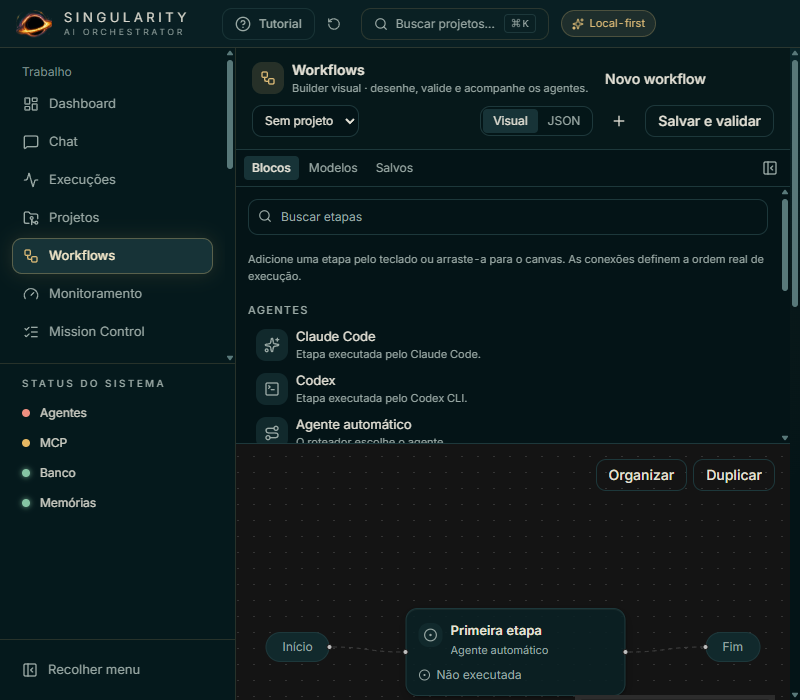 SINGULARITY
AI ORCHESTRATOR
Tutorial
Buscar projetos...
⌘K
Local-first
Trabalho
Dashboard
Chat
Execuções
Projetos
Workflows
Monitoramento
Mission Control
STATUS DO SISTEMA
Agentes
MCP
Banco
Memórias
Recolher menu
Workflows
Builder visual · desenhe, valide e acompanhe os agentes.
Novo workflow
Sem projeto
Visual
JSON
+
Salvar e validar
Blocos
Modelos
Salvos
Buscar etapas
Adicione uma etapa pelo teclado ou arraste-a para o canvas. As conexões definem a ordem real de
execução.
AGENTES
Claude Code
Etapa executada pelo Claude Code.
Codex
Etapa executada pelo Codex CLI.
Agente automático
O roteador escolhe o agente
Organizar
Duplicar
Início
Primeira etapa
Agente automático
Não executada
Fim